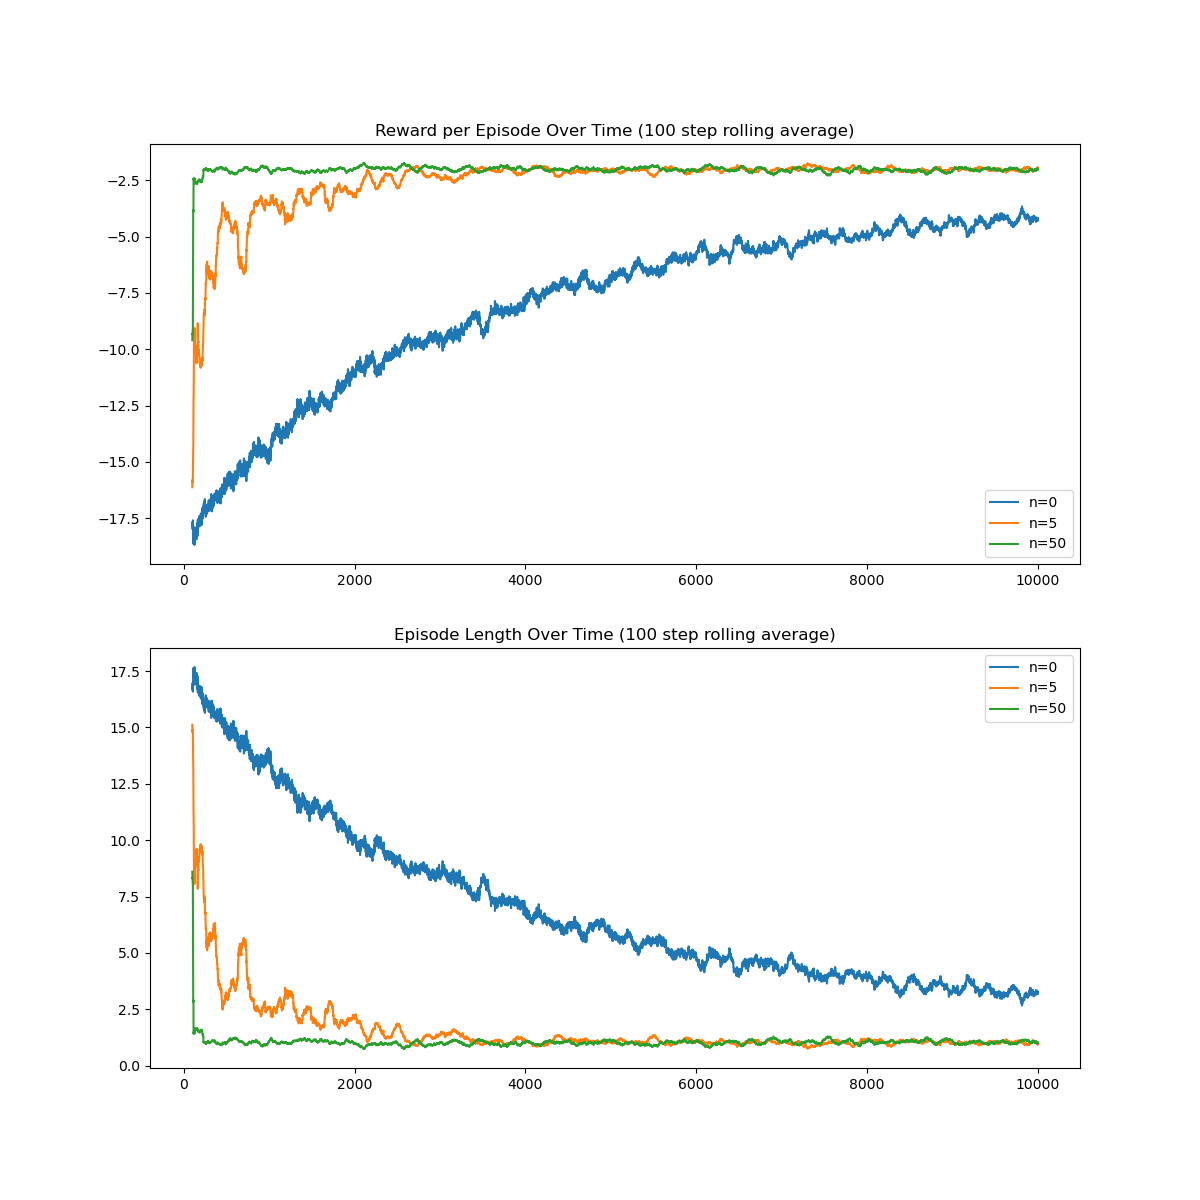 Reward per Episode Over Time (100 step rolling average)
−2.5
−5.0
−7.5
−10.0
−12.5
−15.0
−17.5
n=0
n=5
n=50
0 2000 4000 6000 8000 10000
Episode Length Over Time (100 step rolling average)
17.5
15.0
12.5
10.0
7.5
5.0
2.5
0.0
n=0
n=5
n=50
0 2000 4000 6000 8000 10000